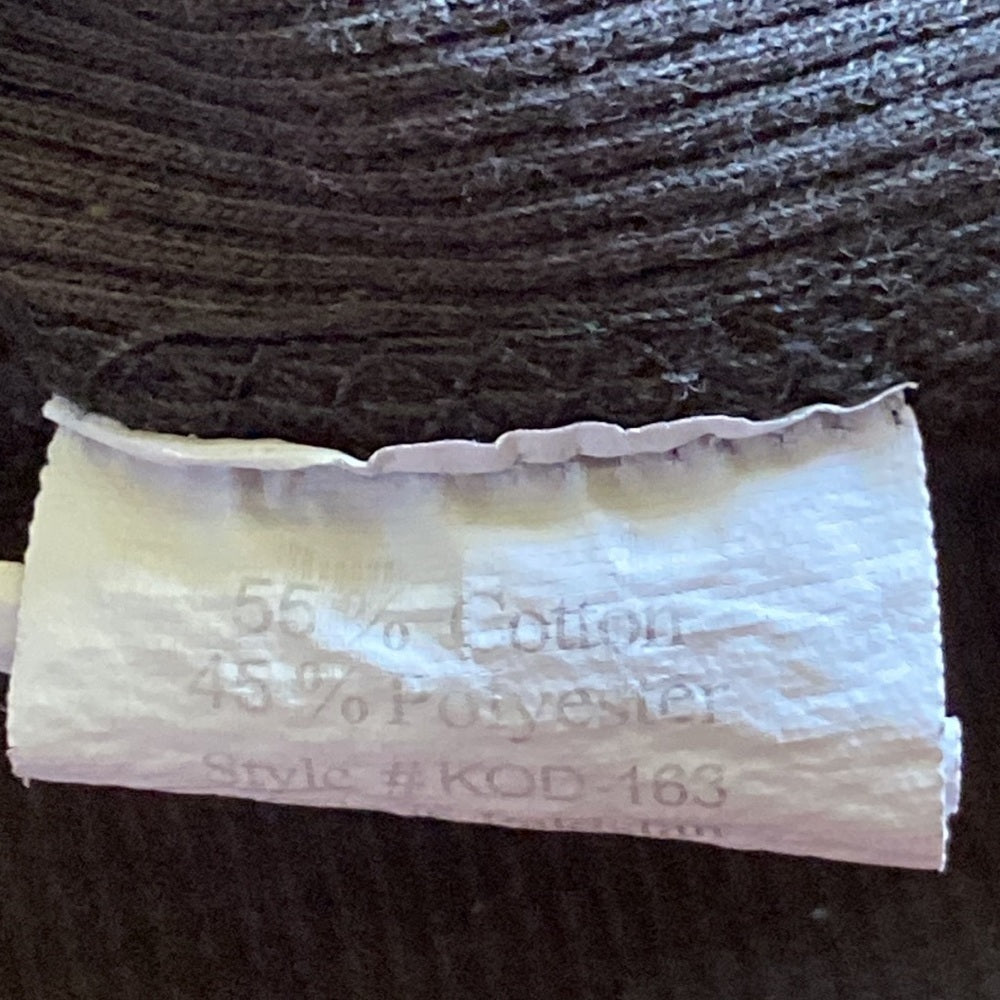 55 % Cotton
45 % Polyester
Style # KOD-163